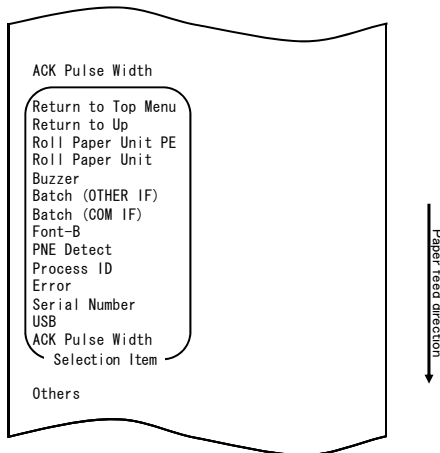 ACK Pulse Width
Return to Top Menu
Return to Up
Roll Paper Unit PE
Roll Paper Unit
Buzzer
Batch (OTHER IF)
Batch (COM IF)
Font-B
PNE Detect
Process ID
Error
Serial Number
USB
ACK Pulse Width
Selection Item
Others
Paper feed direction